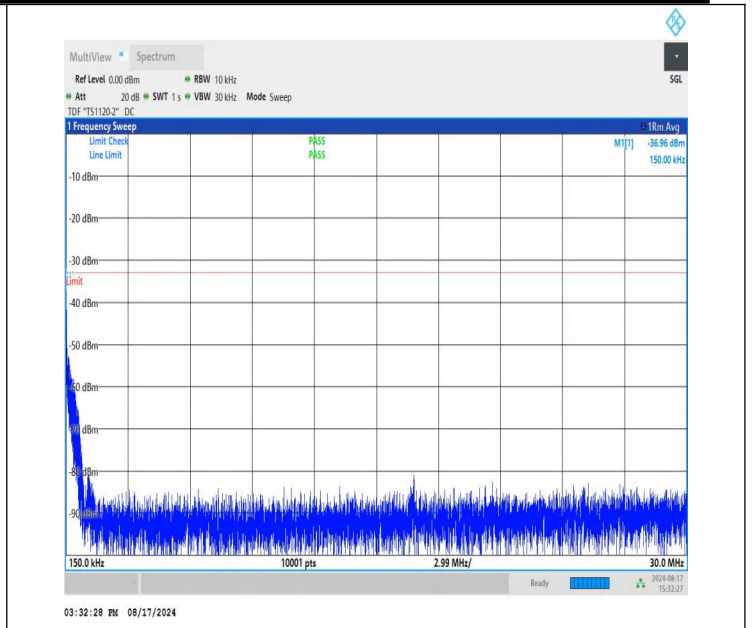 MultiView Spectrum
Ref Level 0.00 dBm RBW 10 kHz SGL
Att 20 dB SWT 1 s VBW 30 kHz Mode Sweep
TDF "TS1120-2" DC
1 Frequency Sweep 1Rm Avg
Limit Check PASS M1[1] -36.96 dBm
Line Limit PASS 150.00 kHz
-10 dBm
-20 dBm
-30 dBm
Limit
-40 dBm
-50 dBm
-60 dBm
-70 dBm
-80 dBm
-90 dBm
150.0 kHz 10001 pts 2.99 MHz/ 30.0 MHz
Ready 2024-08-17
15:32:27
03:32:28 PM 08/17/2024